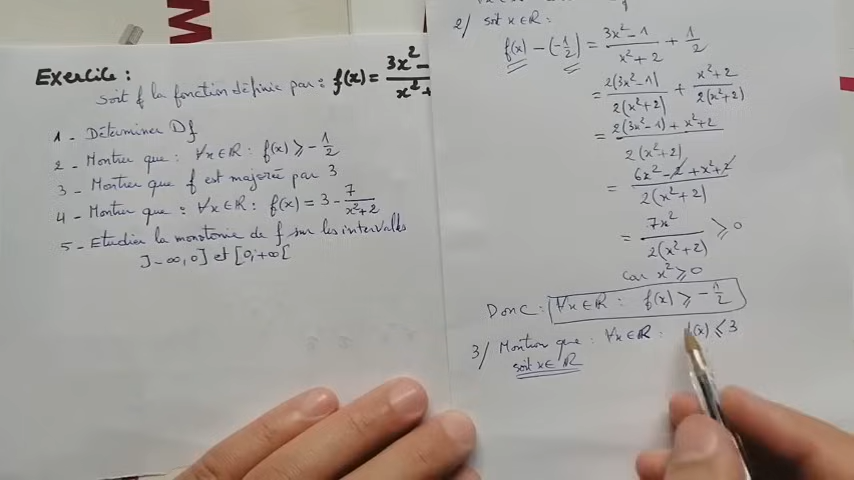 Exercice :
soit f la fonction définie par : f(x) = 3x² - / x² +
1 - Déterminer Df
2 - Montrer que : ∀x∈ℝ : f(x) ≥ - 1/2
3 - Montrer que f est majorée par 3
4 - Montrer que : ∀x∈ℝ : f(x) = 3 - 7/(x²+2)
5 - Etudier la monotonie de f sur les intervalles
]-∞,0] et [0;+∞[
2/ soit x∈ℝ :
f(x) - (-1/2) = (3x²-1)/(x²+2) + 1/2
= 2(3x²-1)/2(x²+2) + (x²+2)/2(x²+2)
= (2(3x²-1) + x²+2)/2(x²+2)
= (6x²-2+x²+2)/2(x²+2)
= 7x²/2(x²+2) ≥ 0
car x² ≥ 0
Donc : ∀x∈ℝ : f(x) ≥ - 1/2
3/ Montrons que : ∀x∈ℝ : f(x) ≤ 3
soit x∈ℝ